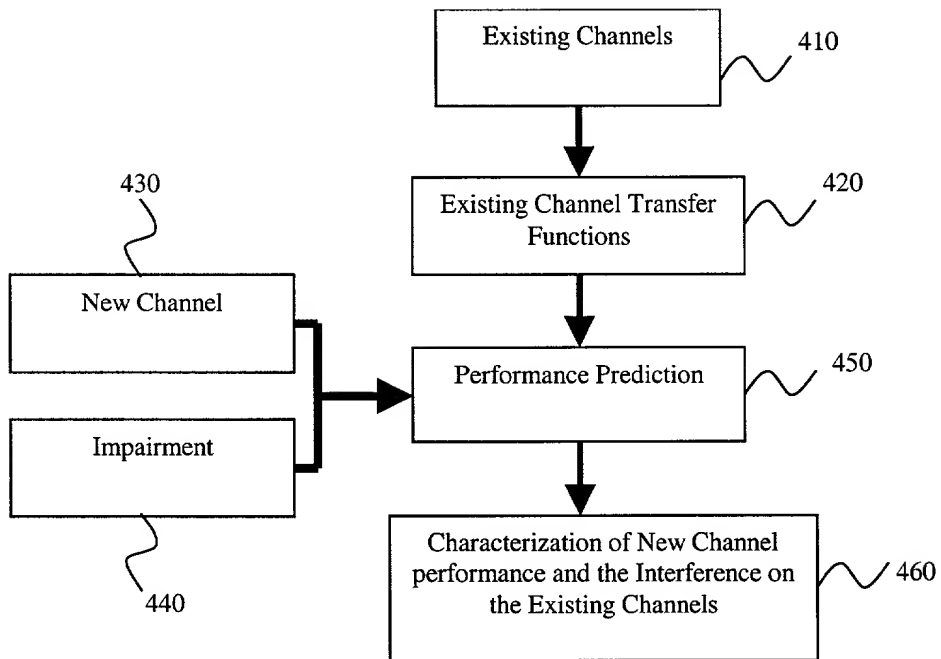 Existing Channels
410
430
Existing Channel Transfer
Functions
420
New Channel
Performance Prediction
450
Impairment
440
Characterization of New Channel
performance and the Interference on
the Existing Channels
460